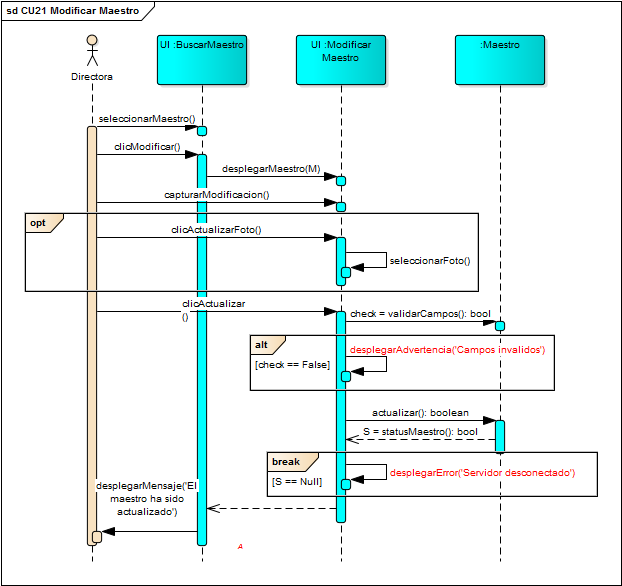 sd CU21 Modificar Maestro
Directora
UI :BuscarMaestro
UI :Modificar
Maestro
:Maestro
seleccionarMaestro()
clicModificar()
desplegarMaestro(M)
capturarModificacion()
opt
clicActualizarFoto()
seleccionarFoto()
clicActualizar
()
check = validarCampos(): bool
alt
[check == False]
desplegarAdvertencia('Campos invalidos')
actualizar(): boolean
S = statusMaestro(): bool
break
[S == Null]
desplegarError('Servidor desconectado')
desplegarMensaje('El
maestro ha sido
actualizado')
A